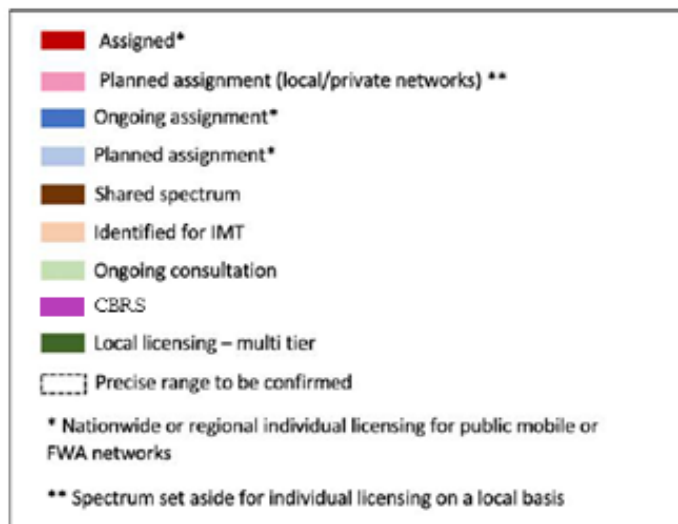 Assigned*
Planned assignment (local/private networks) **
Ongoing assignment*
Planned assignment*
Shared spectrum
Identified for IMT
Ongoing consultation
CBRS
Local licensing – multi tier
Precise range to be confirmed
* Nationwide or regional individual licensing for public mobile or
FWA networks
** Spectrum set aside for individual licensing on a local basis